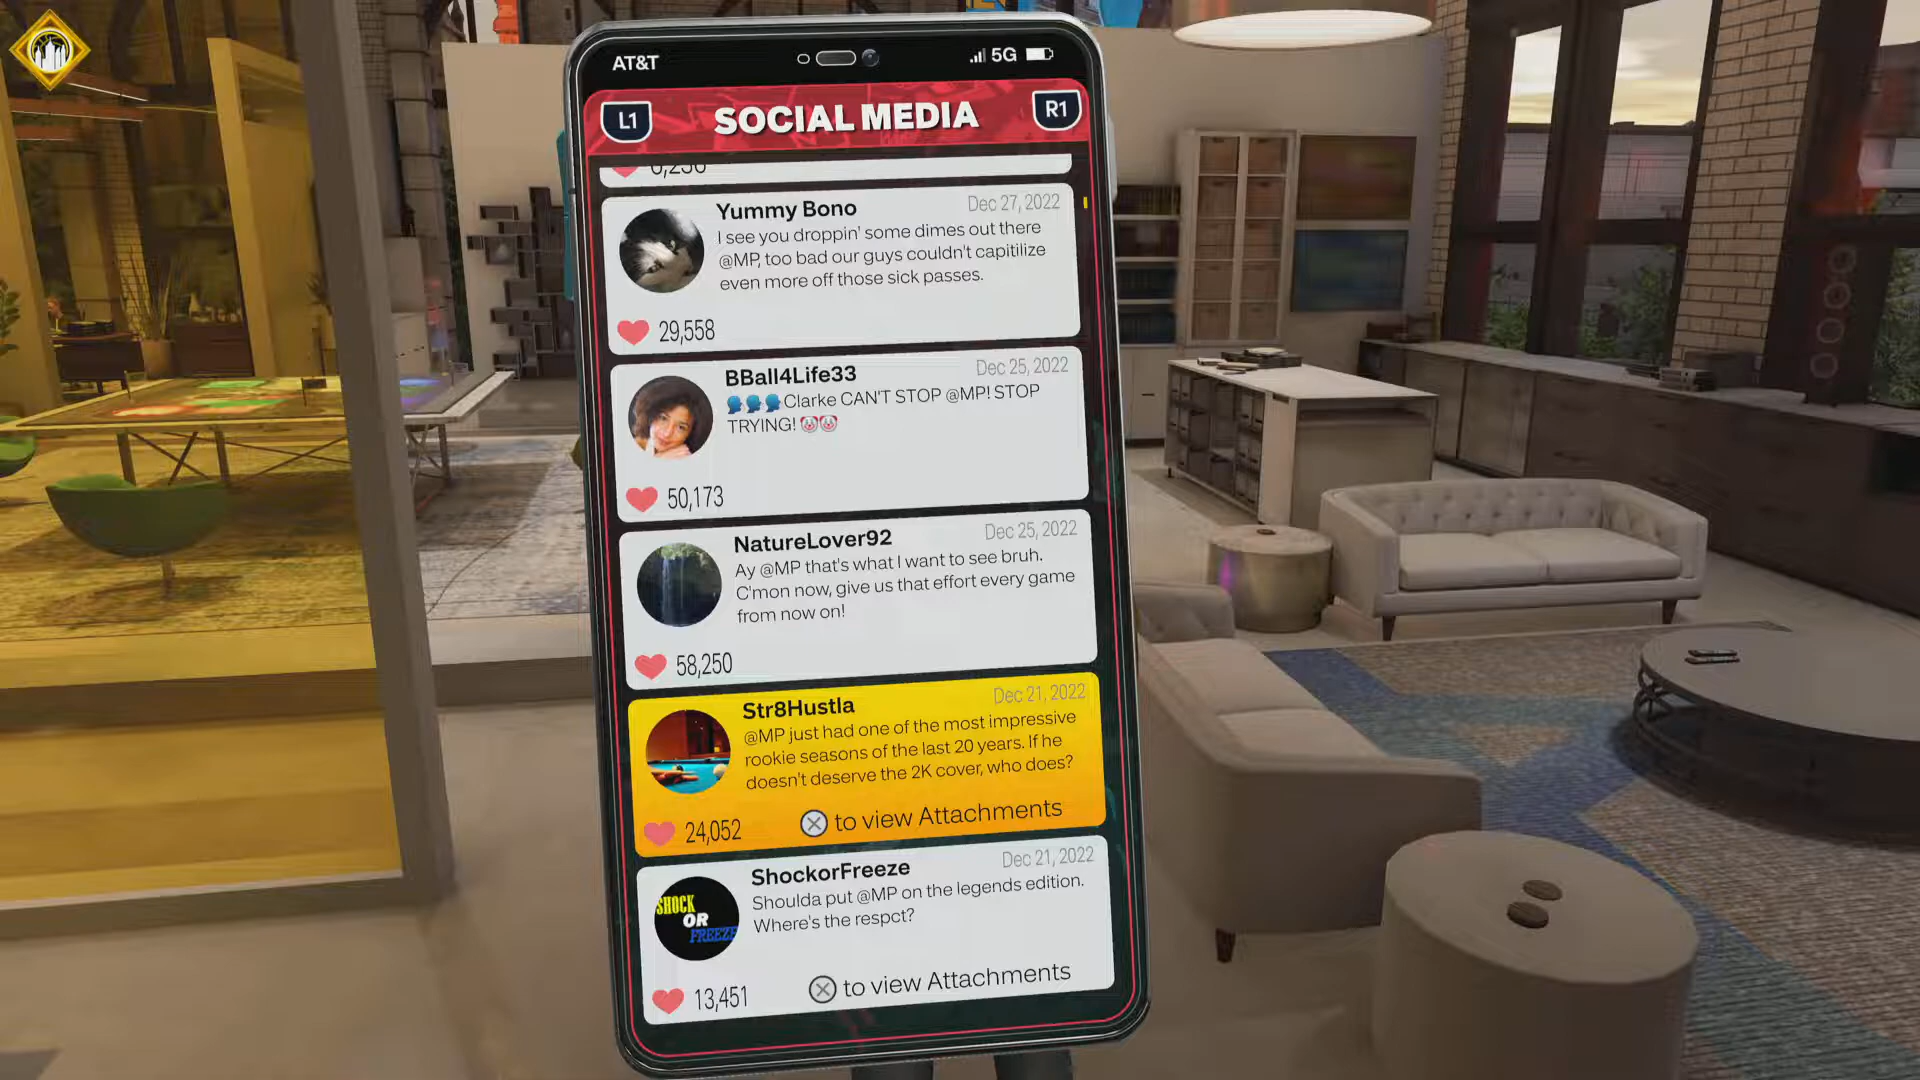 AT&T
5G
L1
SOCIAL MEDIA
R1
6,256
Yummy Bono
Dec 27, 2022
I see you droppin' some dimes out there
@MP, too bad our guys couldn't capitilize
even more off those sick passes.
29,558
BBall4Life33
Dec 25, 2022
🗣🗣🗣Clarke CAN'T STOP @MP! STOP
TRYING!🤡🤡
50,173
NatureLover92
Dec 25, 2022
Ay @MP that's what I want to see bruh.
C'mon now, give us that effort every game
from now on!
58,250
Str8Hustla
Dec 21, 2022
@MP just had one of the most impressive
rookie seasons of the last 20 years. If he
doesn't deserve the 2K cover, who does?
24,052
to view Attachments
ShockorFreeze
Dec 21, 2022
SHOCK
OR
FREEZE
Shoulda put @MP on the legends edition.
Where's the respct?
13,451
to view Attachments